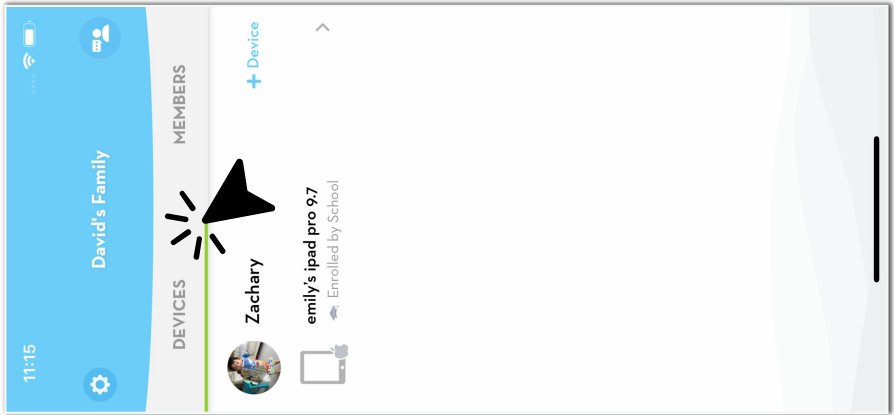 11:15
David's Family
DEVICES
MEMBERS
Zachary
+ Device
emily's ipad pro 9.7
Enrolled by School